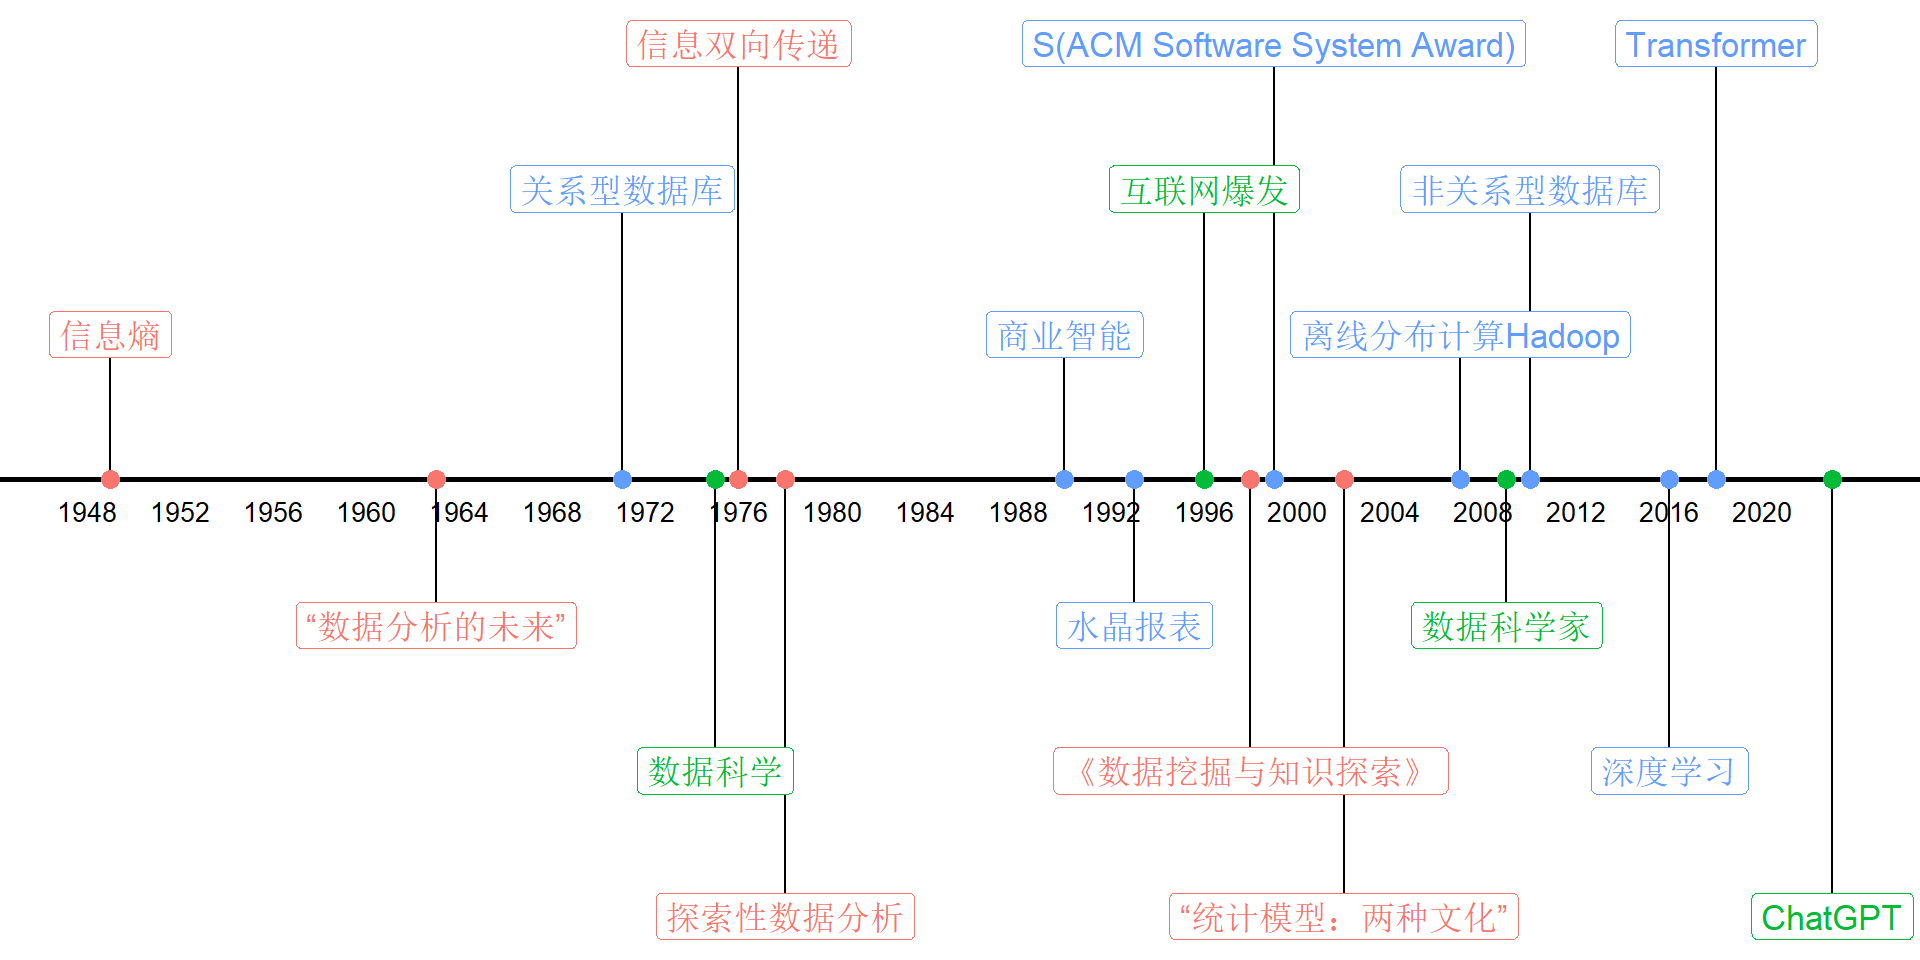 信息双向传递
S(ACM Software System Award)
Transformer
关系型数据库
互联网爆发
非关系型数据库
信息熵
商业智能
离线分布计算Hadoop
1948 1952 1956 1960 1964 1968 1972 1976 1980 1984 1988 1992 1996 2000 2004 2008 2012 2016 2020
“数据分析的未来”
水晶报表
数据科学家
数据科学
《数据挖掘与知识探索》
深度学习
探索性数据分析
“统计模型：两种文化”
ChatGPT